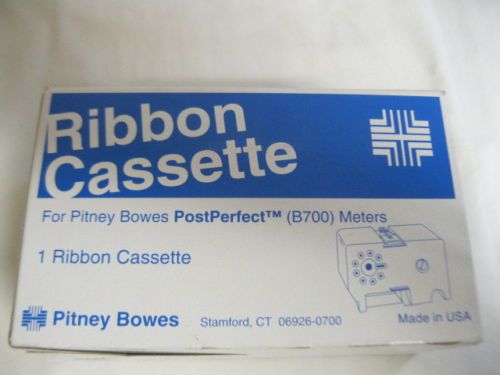 Ribbon
Cassette
For Pitney Bowes PostPerfect™ (B700) Meters
1 Ribbon Cassette
Pitney Bowes
Stamford, CT 06926-0700
Made in USA